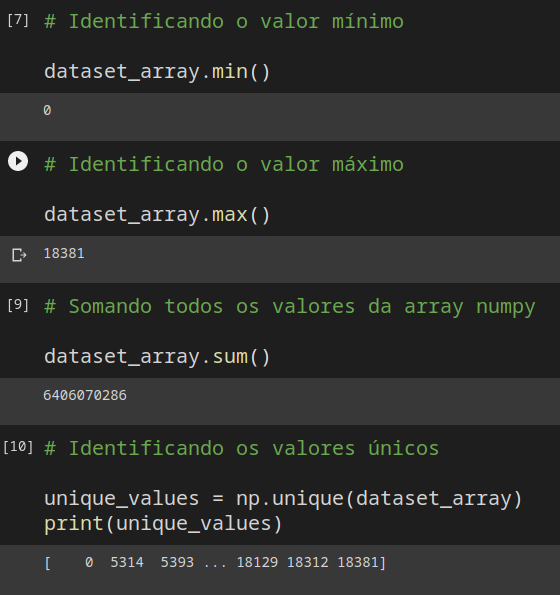 [7] # Identificando o valor mínimo
dataset_array.min()
0
# Identificando o valor máximo
dataset_array.max()
18381
[9] # Somando todos os valores da array numpy
dataset_array.sum()
6406070286
[10] # Identificando os valores únicos
unique_values = np.unique(dataset_array)
print(unique_values)
[    0  5314  5393 ... 18129 18312 18381]